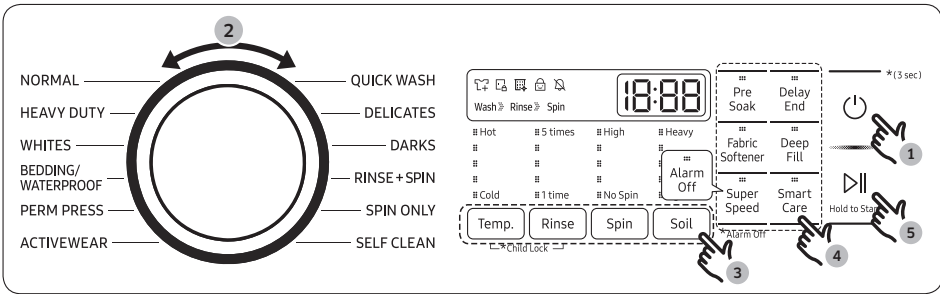 2
NORMAL
HEAVY DUTY
WHITES
BEDDING/
WATERPROOF
PERM PRESS
ACTIVEWEAR
QUICK WASH
DELICATES
DARKS
RINSE+SPIN
SPIN ONLY
SELF CLEAN
18:88
Wash Rinse Spin
Hot 5 times High Heavy
Cold 1 time No Spin
Alarm
Off
Temp. Rinse Spin Soil
*Child Lock
3
Pre
Soak
Delay
End
Fabric
Softener
Deep
Fill
Super
Speed
Smart
Care
*Alarm Off
4
*(3 sec)
1
Hold to Start
5